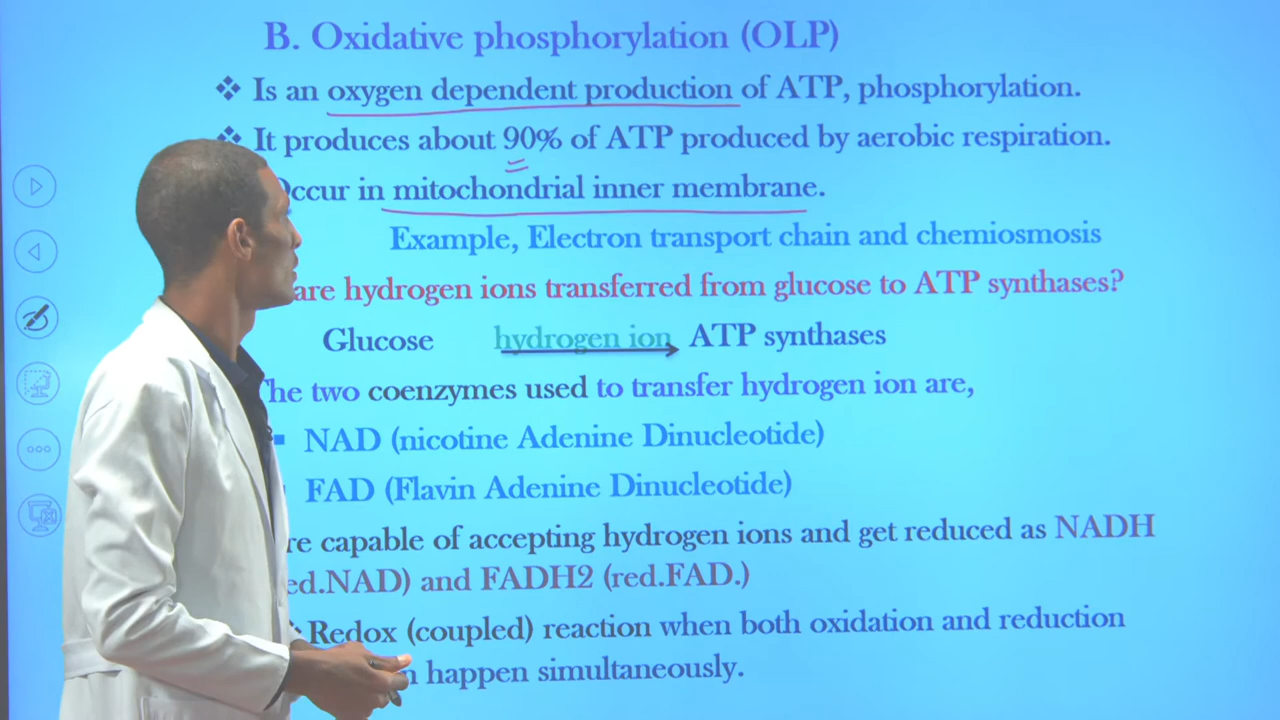 B. Oxidative phosphorylation (OLP)
❖ Is an oxygen dependent production of ATP, phosphorylation.
❖ It produces about 90% of ATP produced by aerobic respiration.
in mitochondrial inner membrane.
Example, Electron transport chain and chemiosmosis
are hydrogen ions transferred from glucose to ATP synthases?
Glucose hydrogen ion ATP synthases
The two coenzymes used to transfer hydrogen ion are,
▪ NAD (nicotine Adenine Dinucleotide)
FAD (Flavin Adenine Dinucleotide)
capable of accepting hydrogen ions and get reduced as NADH
and FADH2 (red.FAD.)
Redox (coupled) reaction when both oxidation and reduction
happen simultaneously.